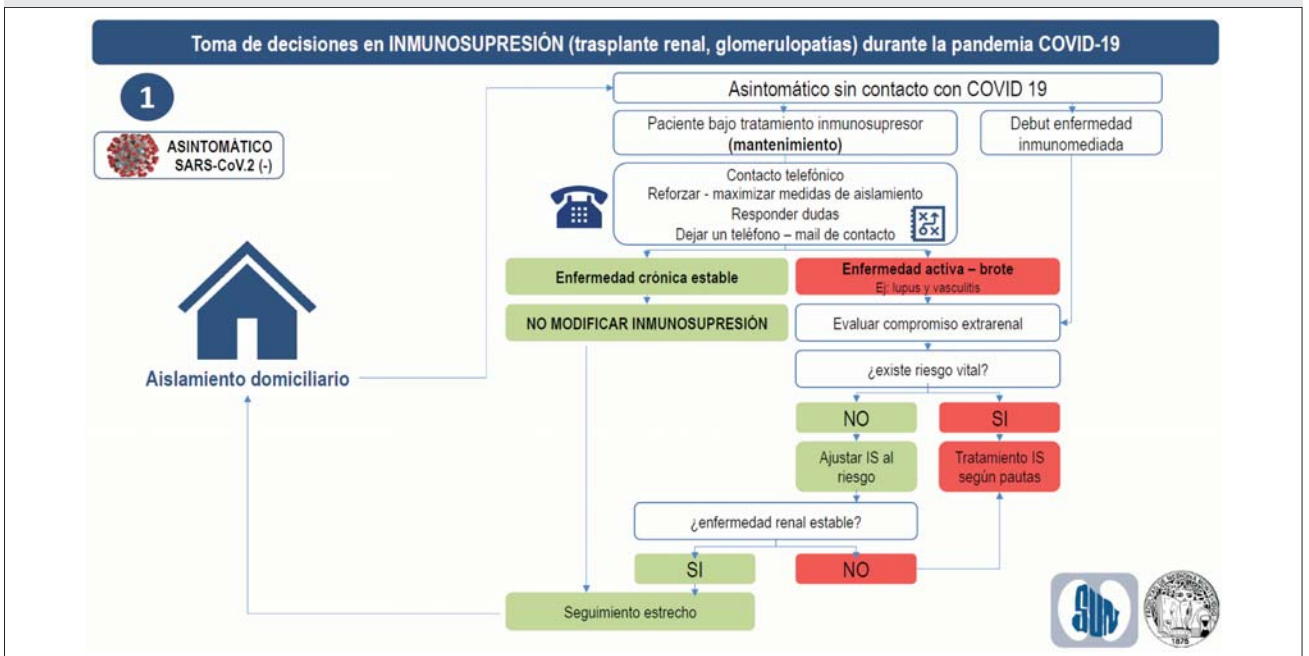 Toma de decisiones en INMUNOSUPRESIÓN (trasplante renal, glomerulopatías) durante la pandemia COVID-19
1
ASINTOMÁTICO
SARS-CoV.2 (-)
Asintomático sin contacto con COVID 19
Paciente bajo tratamiento inmunosupresor
(mantenimiento)
Debut enfermedad
inmunomediada
Contacto telefónico
Reforzar - maximizar medidas de aislamiento
Responder dudas
Dejar un teléfono – mail de contacto
Enfermedad crónica estable
Enfermedad activa – brote
Ej: lupus y vasculitis
NO MODIFICAR INMUNOSUPRESIÓN
Evaluar compromiso extrarenal
Aislamiento domiciliario
¿existe riesgo vital?
NO
SI
Ajustar IS al
riesgo
Tratamiento IS
según pautas
¿enfermedad renal estable?
SI
NO
Seguimiento estrecho
SUN
1875